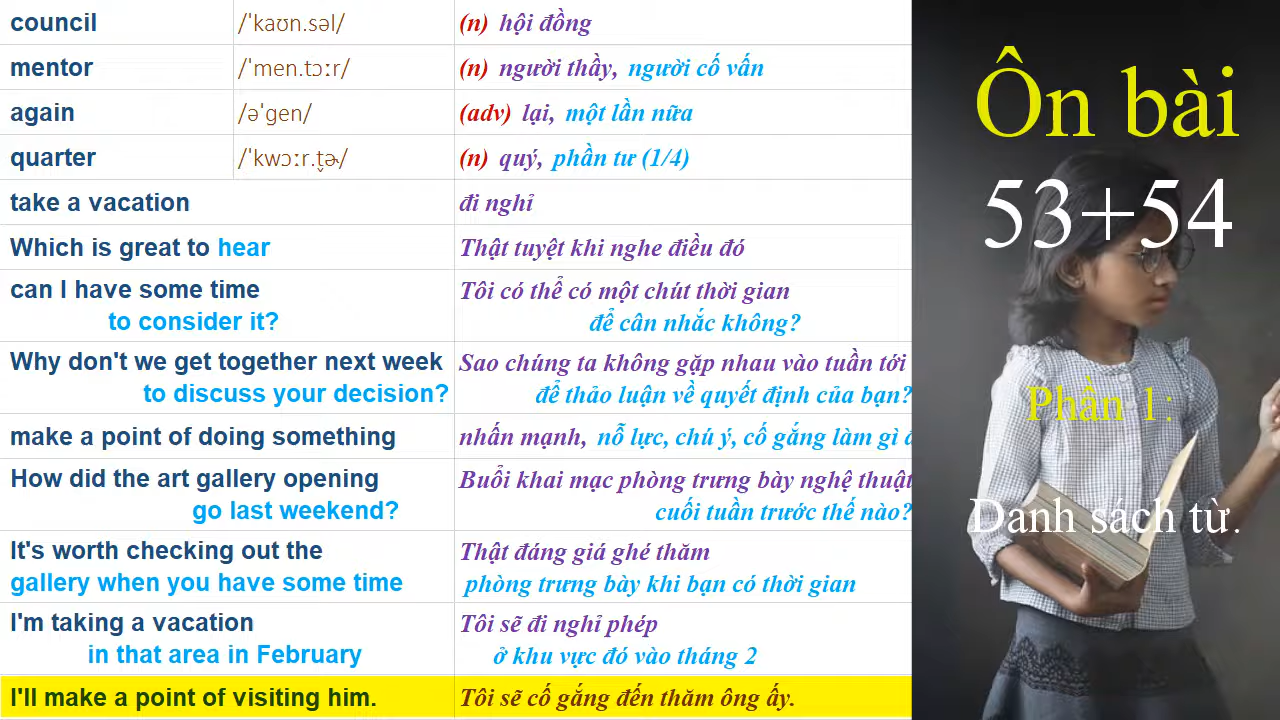 council /ˈkaʊn.səl/ (n) hội đồng
mentor /ˈmen.tɔːr/ (n) người thầy, người cố vấn
again /əˈɡen/ (adv) lại, một lần nữa
quarter /ˈkwɔːr.t̬ɚ/ (n) quý, phần tư (1/4)
take a vacation đi nghỉ
Which is great to hear Thật tuyệt khi nghe điều đó
can I have some time Tôi có thể có một chút thời gian
to consider it? để cân nhắc không?
Why don't we get together next week Sao chúng ta không gặp nhau vào tuần tới
to discuss your decision? để thảo luận về quyết định của bạn?
make a point of doing something nhấn mạnh, nỗ lực, chú ý, cố gắng làm gì
How did the art gallery opening Buổi khai mạc phòng trưng bày nghệ thuật
go last weekend? cuối tuần trước thế nào?
It's worth checking out the Thật đáng giá ghé thăm
gallery when you have some time phòng trưng bày khi bạn có thời gian
I'm taking a vacation Tôi sẽ đi nghỉ phép
in that area in February ở khu vực đó vào tháng 2
I'll make a point of visiting him. Tôi sẽ cố gắng đến thăm ông ấy.
Ôn bài
53+54
Phần 1:
Danh sách từ.